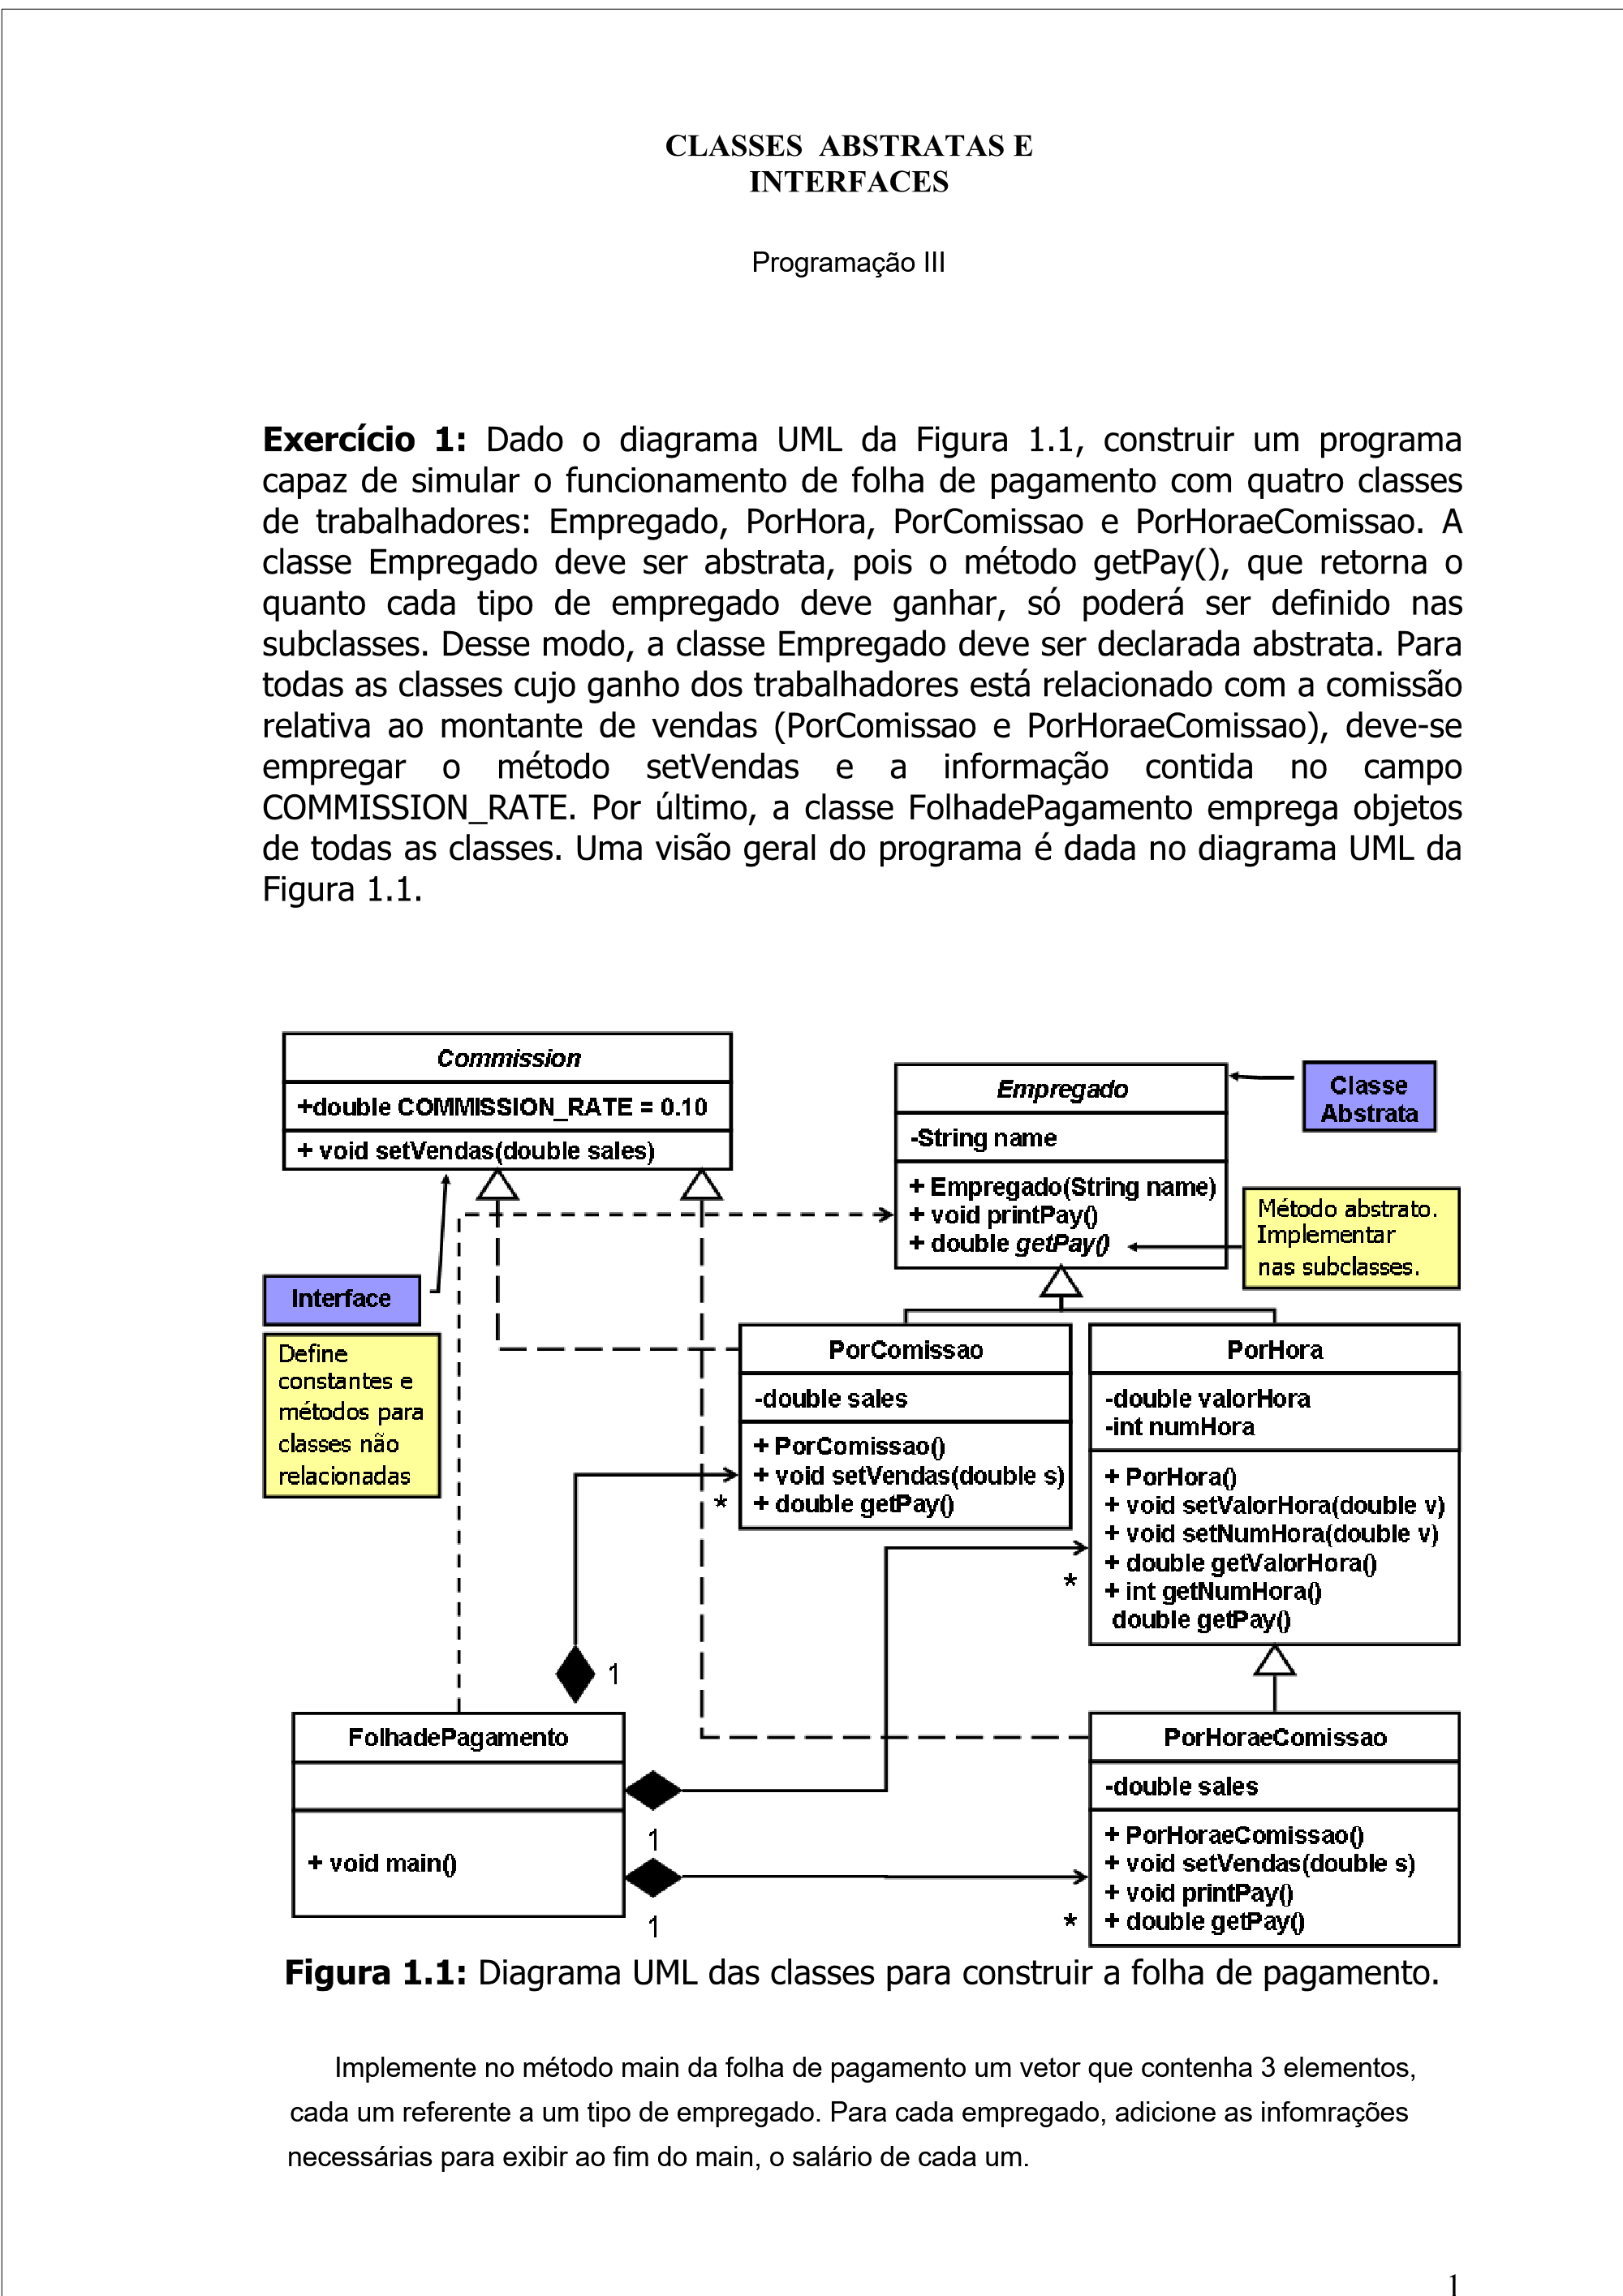 CLASSES ABSTRATAS E
INTERFACES
Programação III
Exercício 1: Dado o diagrama UML da Figura 1.1, construir um programa
capaz de simular o funcionamento de folha de pagamento com quatro classes
de trabalhadores: Empregado, PorHora, PorComissao e PorHoraeComissao. A
classe Empregado deve ser abstrata, pois o método getPay(), que retorna o
quanto cada tipo de empregado deve ganhar, só poderá ser definido nas
subclasses. Desse modo, a classe Empregado deve ser declarada abstrata. Para
todas as classes cujo ganho dos trabalhadores está relacionado com a comissão
relativa ao montante de vendas (PorComissao e PorHoraeComissao), deve-se
empregar o método setVendas e a informação contida no campo
COMMISSION_RATE. Por último, a classe FolhadePagamento emprega objetos
de todas as classes. Uma visão geral do programa é dada no diagrama UML da
Figura 1.1.
Commission
+double COMMISSION_RATE = 0.10
+ void setVendas(double sales)
Empregado
-String name
+ Empregado(String name)
+ void printPay()
+ double getPay()
Classe
Abstrata
Método abstrato.
Implementar
nas subclasses.
Interface
Define
constantes e
métodos para
classes não
relacionadas
PorComissao
-double sales
+ PorComissao()
+ void setVendas(double s)
+ double getPay()
*
PorHora
-double valorHora
-int numHora
+ PorHora()
+ void setValorHora(double v)
+ void setNumHora(double v)
+ double getValorHora()
+ int getNumHora()
double getPay()
*
1
FolhadePagamento
+ void main()
1
1
PorHoraeComissao
-double sales
+ PorHoraeComissao()
+ void setVendas(double s)
+ void printPay()
+ double getPay()
*
Figura 1.1: Diagrama UML das classes para construir a folha de pagamento.
Implemente no método main da folha de pagamento um vetor que contenha 3 elementos,
cada um referente a um tipo de empregado. Para cada empregado, adicione as infomrações
necessárias para exibir ao fim do main, o salário de cada um.
1